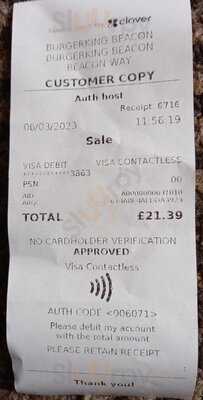 clover
BURGERKING BEACON
BURGERKING BEACON
BEACON WAY
CUSTOMER COPY
Auth host
Receipt 6716
06/03/2023 11:56:19
Sale
VISA DEBIT VISA CONTACTLESS
************3863
PSN 00
AID
TOTAL £21.39
NO CARDHOLDER VERIFICATION
APPROVED
Visa Contactless
AUTH CODE <006071>
Please debit my account
with the total amount
PLEASE RETAIN RECEIPT
Thank you!